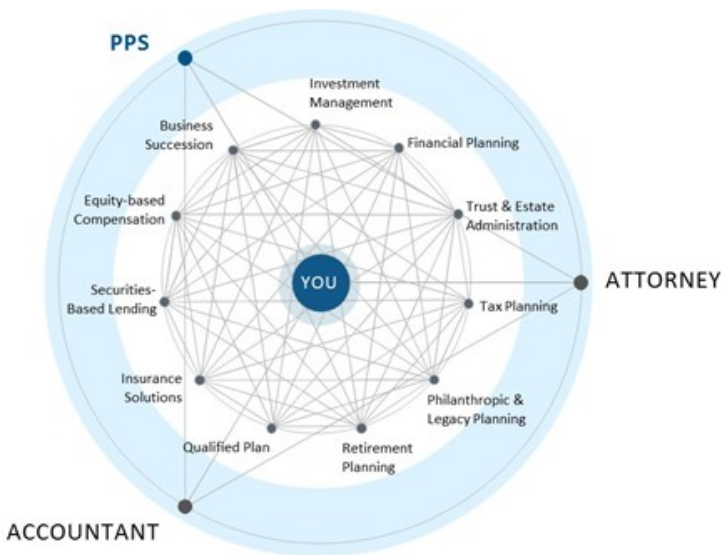 PPS
Investment
Management
Business
Succession
Financial Planning
Equity-based
Compensation
Trust & Estate
Administration
YOU
ATTORNEY
Securities-
Based Lending
Tax Planning
Insurance
Solutions
Philanthropic &
Legacy Planning
Qualified Plan
Retirement
Planning
ACCOUNTANT